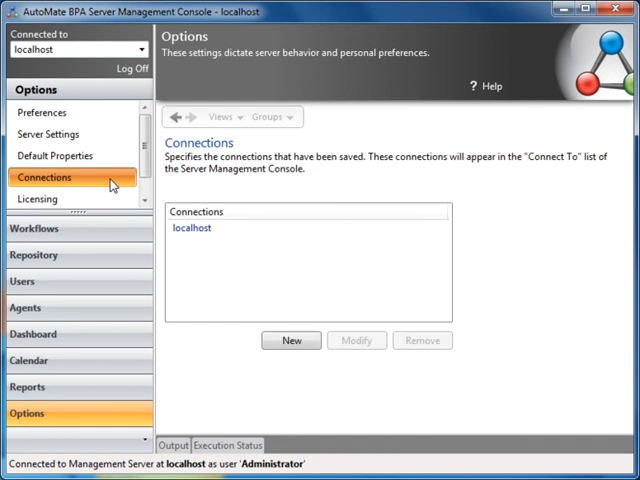 AutoMate BPA Server Management Console - localhost
Connected to
localhost
Log Off
Options
These settings dictate server behavior and personal preferences.
? Help
Options
Preferences
Server Settings
Default Properties
Connections
Licensing
Workflows
Repository
Users
Agents
Dashboard
Calendar
Reports
Options
Views
Groups
Connections
Specifies the connections that have been saved. These connections will appear in the "Connect To" list of
the Server Management Console.
Connections
localhost
New
Modify
Remove
Output
Execution Status
Connected to Management Server at localhost as user 'Administrator'